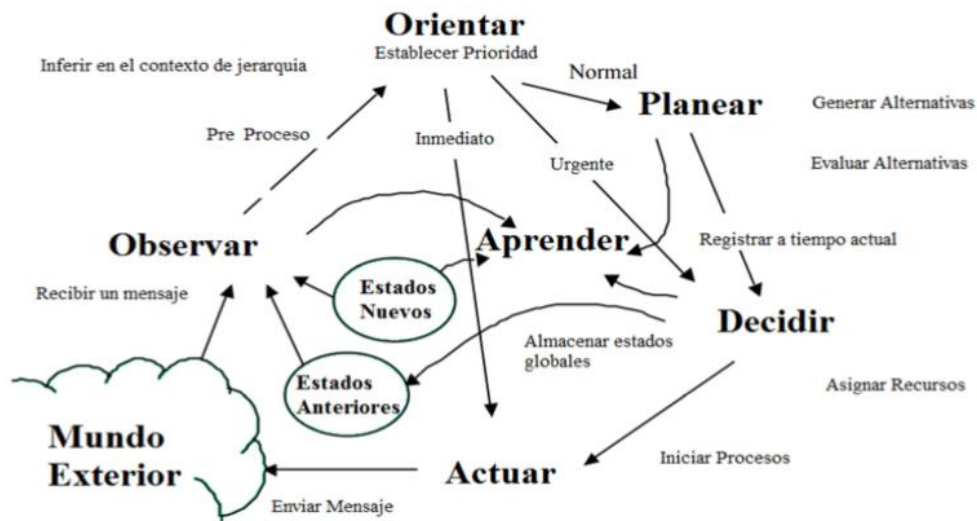 Orientar
Establecer Prioridad
Inferir en el contexto de jerarquia
Normal
Planear
Generar Alternativas
Pre Proceso
Inmediato
Urgente
Evaluar Alternativas
Observar
Aprender
Registrar a tiempo actual
Recibir un mensaje
Estados
Nuevos
Decidir
Almacenar estados
globales
Estados
Anteriores
Asignar Recursos
Mundo
Exterior
Actuar
Iniciar Procesos
Enviar Mensaje